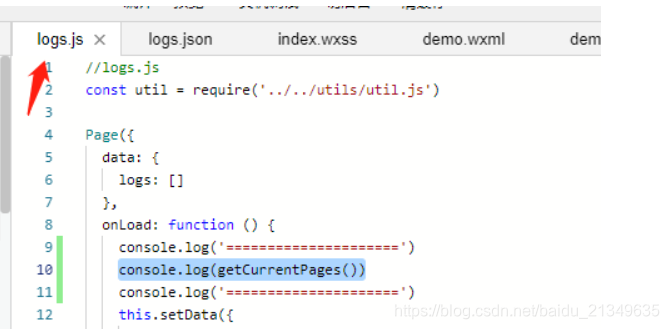 logs.js × logs.json index.wxss demo.wxml dem
1 //logs.js
2 const util = require('../../utils/util.js')
3
4 Page({
5 data: {
6 logs: []
7 },
8 onLoad: function () {
9 console.log('=====================')
10 console.log(getCurrentPages())
11 console.log('=====================')
12 this.setData({
https://blog.csdn.net/baidu_21349635